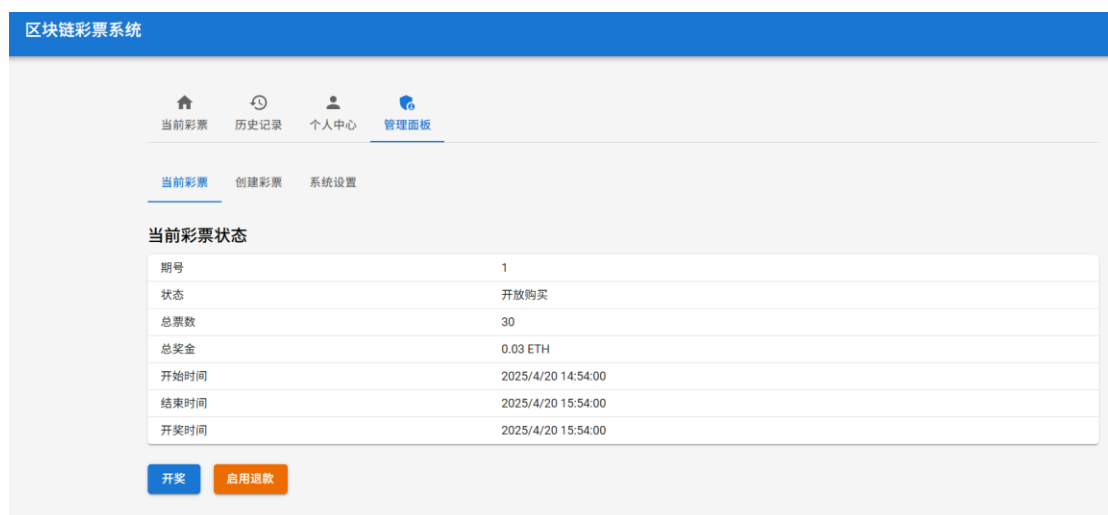 区块链彩票系统
当前彩票 历史记录 个人中心 管理面板
当前彩票 创建彩票 系统设置
当前彩票状态
期号 1
状态 开放购买
总票数 30
总奖金 0.03 ETH
开始时间 2025/4/20 14:54:00
结束时间 2025/4/20 15:54:00
开奖时间 2025/4/20 15:54:00
开奖 启用退款